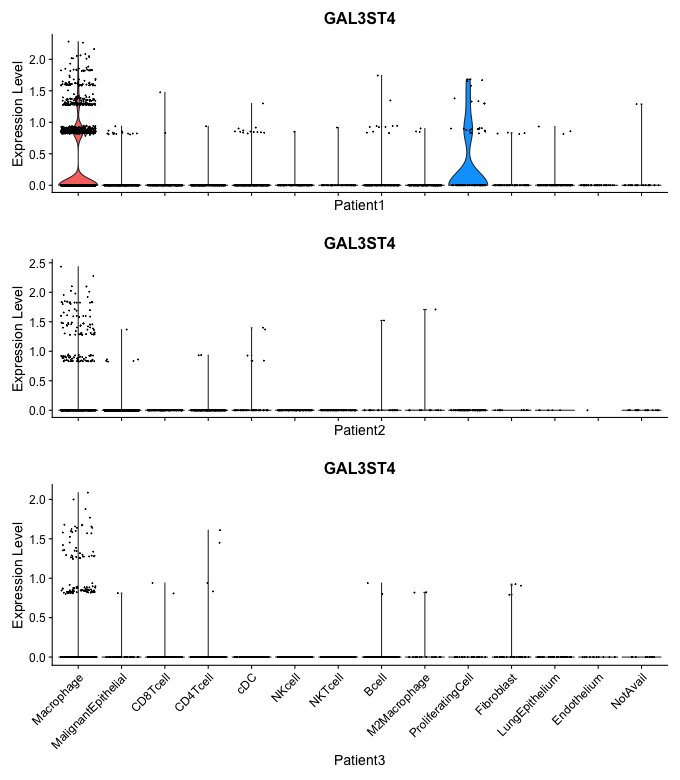 GAL3ST4
Expression Level
2.0
1.5
1.0
0.5
0.0
Patient1
GAL3ST4
Expression Level
2.5
2.0
1.5
1.0
0.5
0.0
Patient2
GAL3ST4
Expression Level
2.0
1.5
1.0
0.5
0.0
Macrophage
MalignantEpithelial
CD8Tcell
CD4Tcell
cDC
NKcell
NKTcell
Bcell
M2Macrophage
ProliferatingCell
Fibroblast
LungEpithelium
Endothelium
NotAvail
Patient3